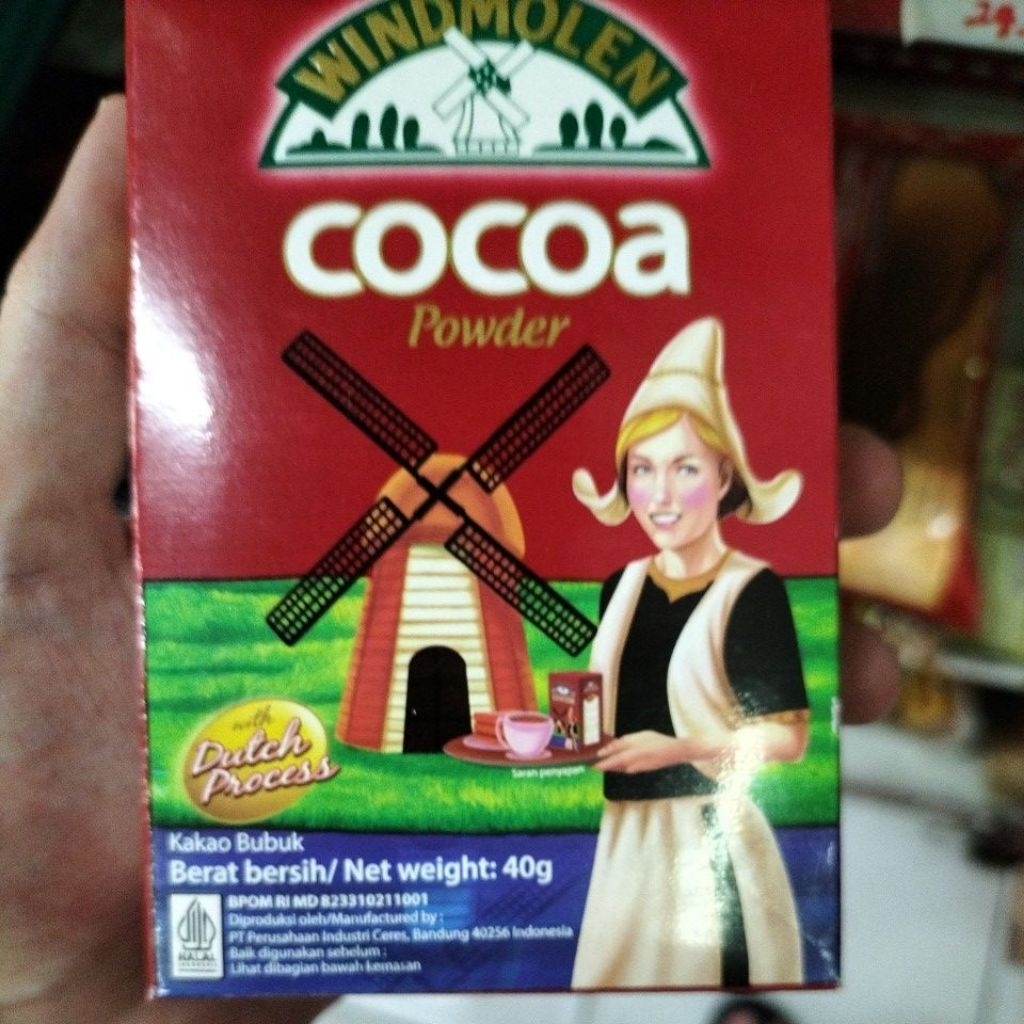 WINDMOLEN
cocoa
Powder
with
Dutch
Process
Saran penyajian
Kakao Bubuk
Berat bersih/ Net weight: 40g
BPOM RI MD 823310211001
Diproduksi oleh/Manufactured by :
PT Perusahaan Industri Ceres, Bandung 40256 Indonesia
Baik digunakan sebelum :
Lihat dibagian bawah kemasan
HALAL
INDONESIA